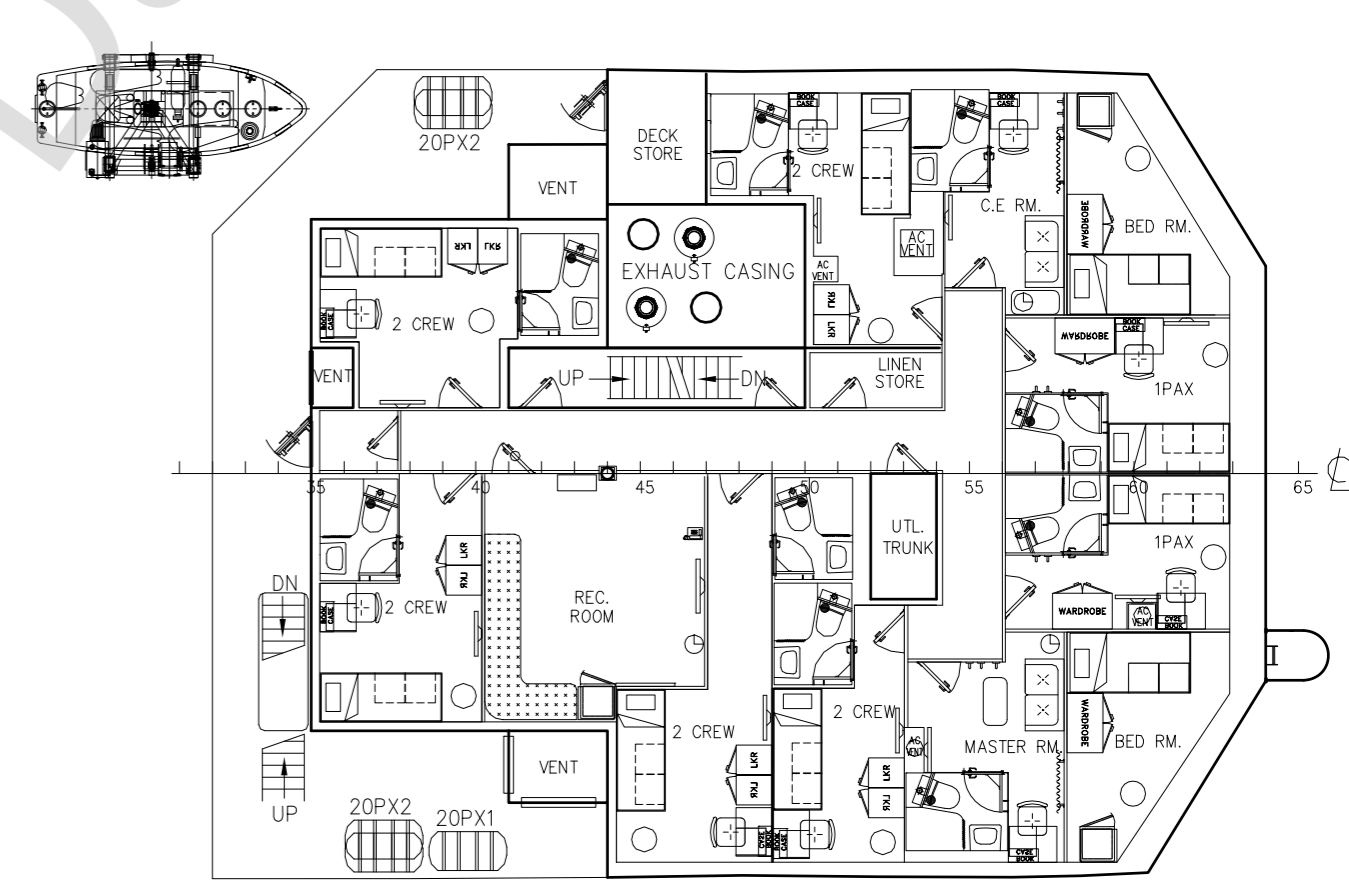 20PX2
DECK
STORE
BOOK
CASE
BOOK
CASE
2 CREW
VENT
C.E RM.
WARDROBE
BED RM.
LKR
LKR
AC
VENT
EXHAUST CASING
AC
VENT
LKR
LKR
2 CREW
BOOK
CASE
WARDROBE
BOOK
CASE
1PAX
VENT
UP
DN
LINEN
STORE
35
40
45
50
55
60
65
UTL.
TRUNK
1PAX
LKR
LKR
DN
2 CREW
BOOK
CASE
REC.
ROOM
WARDROBE
AC
VENT
CASE
BOOK
2 CREW
2 CREW
WARDROBE
BED RM.
MASTER RM.
AC
VENT
VENT
LKR
LKR
LKR
LKR
UP
20PX2
20PX1
CASE
BOOK
BOOK
CASE
CASE
BOOK